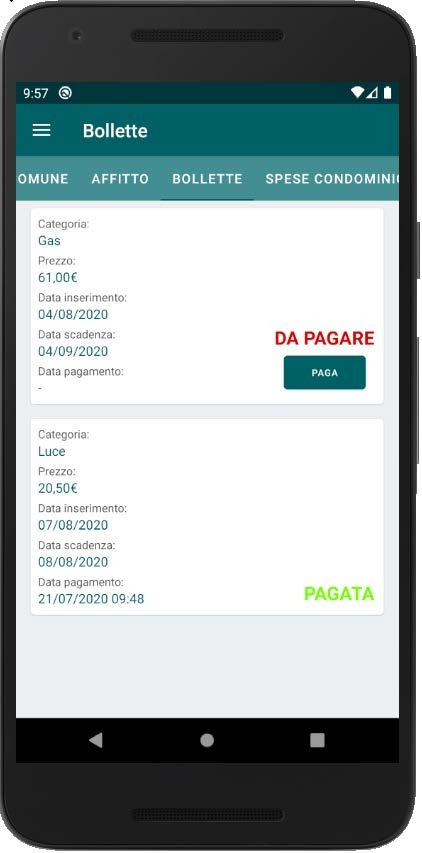 9:57
Bollette
OMUNE AFFITTO BOLLETTE SPESE CONDOMINIC
Categoria:
Gas
Prezzo:
61,00€
Data inserimento:
04/08/2020
Data scadenza:
DA PAGARE
04/09/2020
Data pagamento:
PAGA
-
Categoria:
Luce
Prezzo:
20,50€
Data inserimento:
07/08/2020
Data scadenza:
08/08/2020
Data pagamento:
PAGATA
21/07/2020 09:48